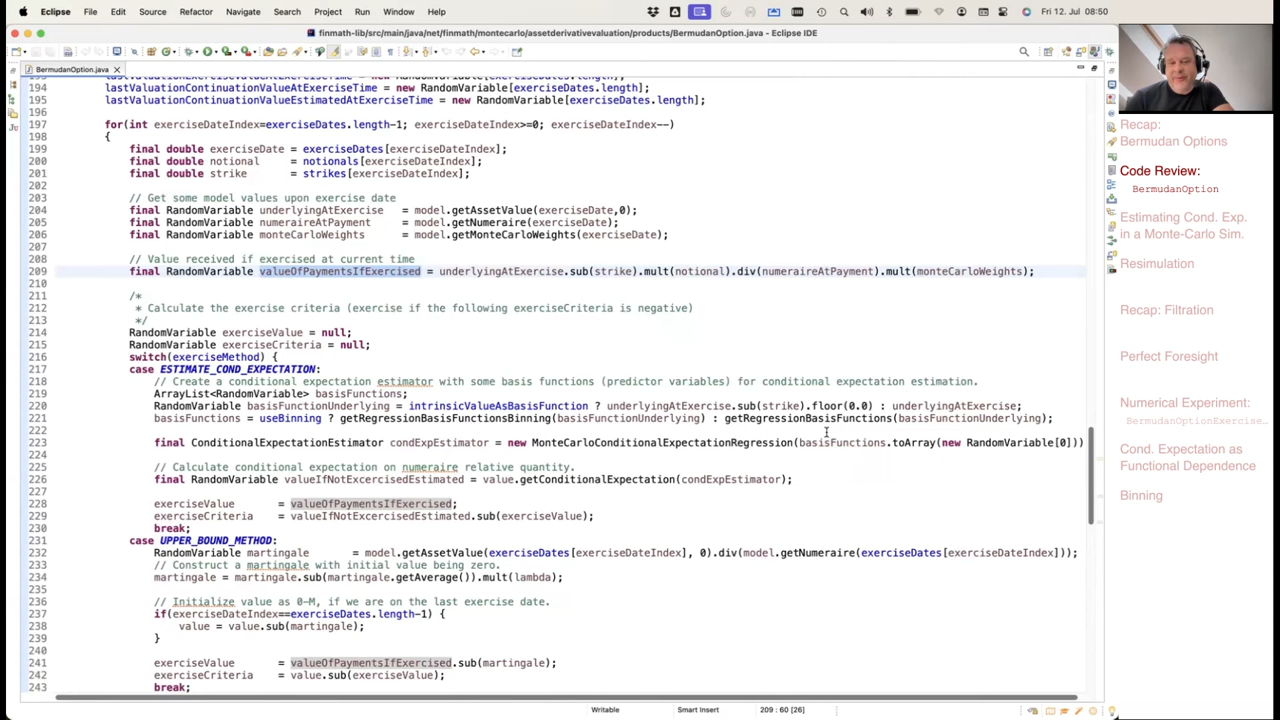 Eclipse File Edit Source Refactor Navigate Search Project Run Window Help Fri 12. Jul 08:50
finmath-lib/src/main/java/net/finmath/montecarlo/assetderivativevaluation/products/BermudanOption.java - Eclipse IDE
BermudanOption.java
194 lastValuationContinuationValueAtExerciseTime = new RandomVariable[exerciseDates.length];
195 lastValuationContinuationValueEstimatedAtExerciseTime = new RandomVariable[exerciseDates.length];
196
197 for(int exerciseDateIndex=exerciseDates.length-1; exerciseDateIndex>=0; exerciseDateIndex--)
198 {
199 final double exerciseDate = exerciseDates[exerciseDateIndex];
200 final double notional = notionals[exerciseDateIndex];
201 final double strike = strikes[exerciseDateIndex];
202
203 // Get some model values upon exercise date
204 final RandomVariable underlyingAtExercise = model.getAssetValue(exerciseDate,0);
205 final RandomVariable numeraireAtPayment = model.getNumeraire(exerciseDate);
206 final RandomVariable monteCarloWeights = model.getMonteCarloWeights(exerciseDate);
207
208 // Value received if exercised at current time
209 final RandomVariable valueOfPaymentsIfExercised = underlyingAtExercise.sub(strike).mult(notional).div(numeraireAtPayment).mult(monteCarloWeights);
210
211 /*
212 * Calculate the exercise criteria (exercise if the following exerciseCriteria is negative)
213 */
214 RandomVariable exerciseValue = null;
215 RandomVariable exerciseCriteria = null;
216 switch(exerciseMethod) {
217 case ESTIMATE_COND_EXPECTATION:
218 // Create a conditional expectation estimator with some basis functions (predictor variables) for conditional expectation estimation.
219 ArrayList<RandomVariable> basisFunctions;
220 RandomVariable basisFunctionUnderlying = intrinsicValueAsBasisFunction ? underlyingAtExercise.sub(strike).floor(0.0) : underlyingAtExercise;
221 basisFunctions = useBinning ? getRegressionBasisFunctionsBinning(basisFunctionUnderlying) : getRegressionBasisFunctions(basisFunctionUnderlying);
222
223 final ConditionalExpectationEstimator condExpEstimator = new MonteCarloConditionalExpectationRegression(basisFunctions.toArray(new RandomVariable[0]))
224
225 // Calculate conditional expectation on numeraire relative quantity.
226 final RandomVariable valueIfNotExcercisedEstimated = value.getConditionalExpectation(condExpEstimator);
227
228 exerciseValue = valueOfPaymentsIfExercised;
229 exerciseCriteria = valueIfNotExcercisedEstimated.sub(exerciseValue);
230 break;
231 case UPPER_BOUND_METHOD:
232 RandomVariable martingale = model.getAssetValue(exerciseDates[exerciseDateIndex], 0).div(model.getNumeraire(exerciseDates[exerciseDateIndex]));
233 // Construct a martingale with initial value being zero.
234 martingale = martingale.sub(martingale.getAverage()).mult(lambda);
235
236 // Initialize value as 0-M, if we are on the last exercise date.
237 if(exerciseDateIndex==exerciseDates.length-1) {
238 value = value.sub(martingale);
239 }
240
241 exerciseValue = valueOfPaymentsIfExercised.sub(martingale);
242 exerciseCriteria = value.sub(exerciseValue);
243 break;
Writable Smart Insert 209 : 60 [26]
Recap:
Bermudan Options
Code Review:
BermudanOption
Estimating Cond. Exp.
in a Monte-Carlo Sim.
Resimulation
Recap: Filtration
Perfect Foresight
Numerical Experiment:
BermudanOptionExercise…
Cond. Expectation as
Functional Dependence
Binning